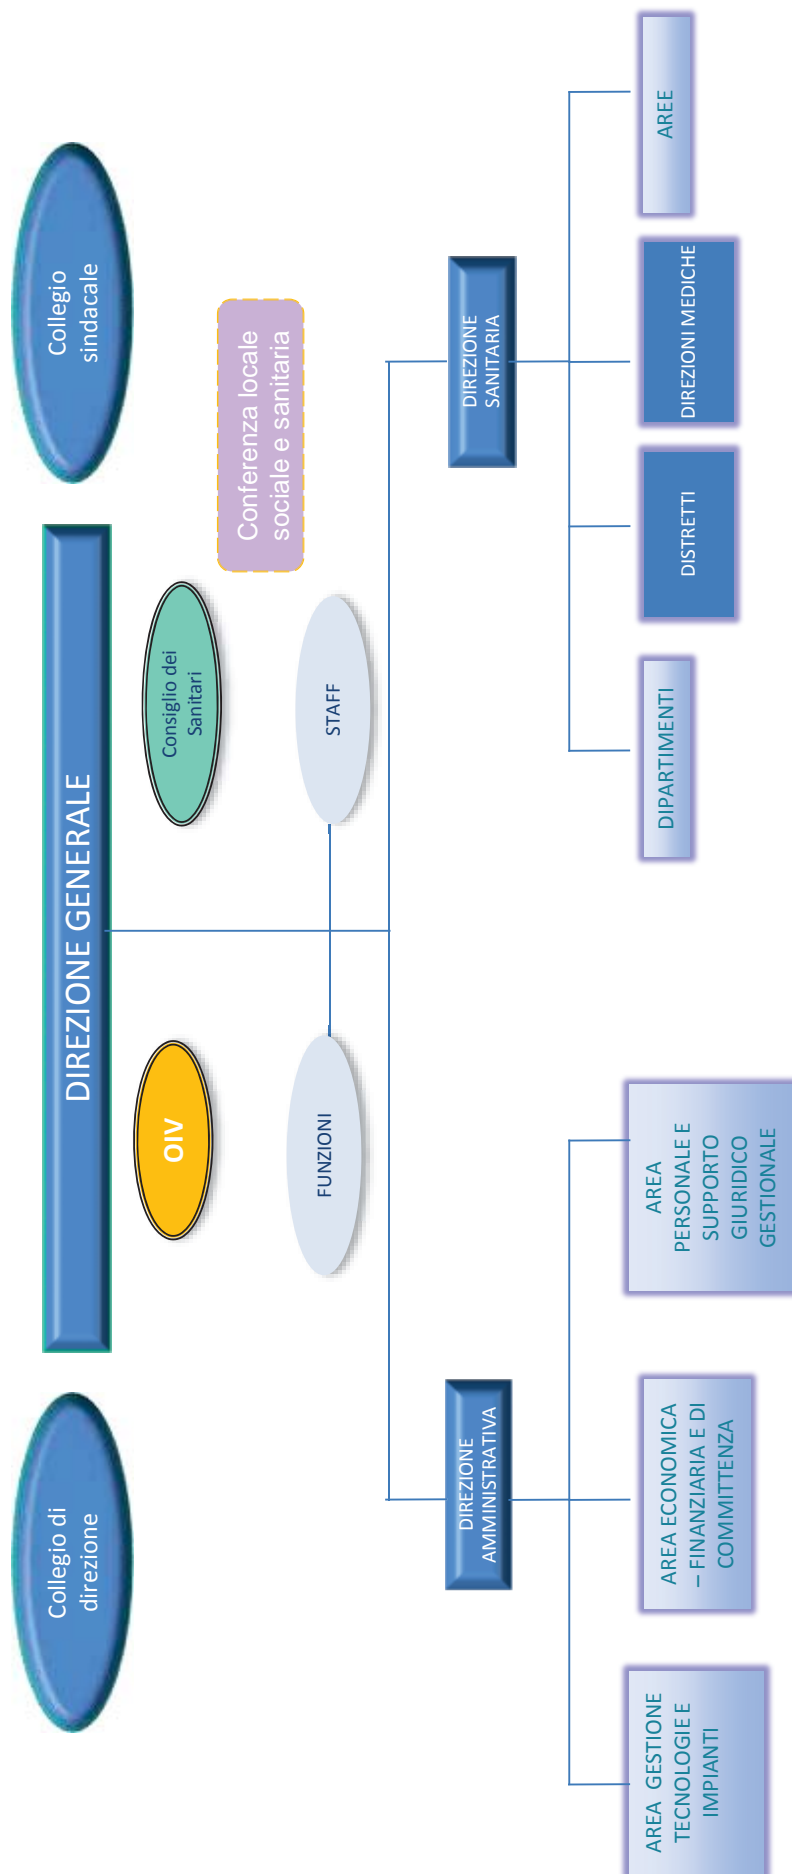 Collegio di
direzione
DIREZIONE GENERALE
Collegio
sindacale
OIV
Consiglio dei
Sanitari
Conferenza locale
sociale e sanitaria
FUNZIONI
STAFF
DIREZIONE
AMMINISTRATIVA
DIREZIONE
SANITARIA
AREA GESTIONE
TECNOLOGIE E
IMPIANTI
AREA ECONOMICA
– FINANZIARIA E DI
COMMITTENZA
AREA
PERSONALE E
SUPPORTO
GIURIDICO
GESTIONALE
DIPARTIMENTI
DISTRETTI
DIREZIONI MEDICHE
AREE